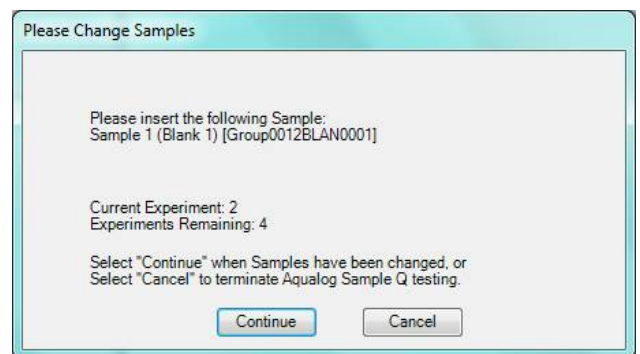 Please Change Samples
Please insert the following Sample:
Sample 1 (Blank 1) [Group0012BLAN0001]
Current Experiment: 2
Experiments Remaining: 4
Select "Continue" when Samples have been changed, or
Select "Cancel" to terminate Aqualog Sample Q testing.
Continue
Cancel